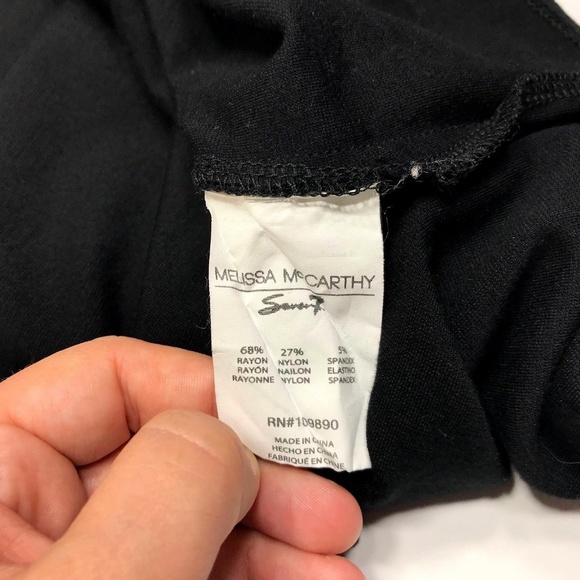 MELISSA McCARTHY
Seven7
68% 27% 5%
RAYON NYLON SPANDEX
RAYÓN NAILON ELASTHO
RAYONNE NYLON SPANDEX
RN#109890
MADE IN CHINA
HECHO EN CHINA
FABRIQUÉ EN CHINE